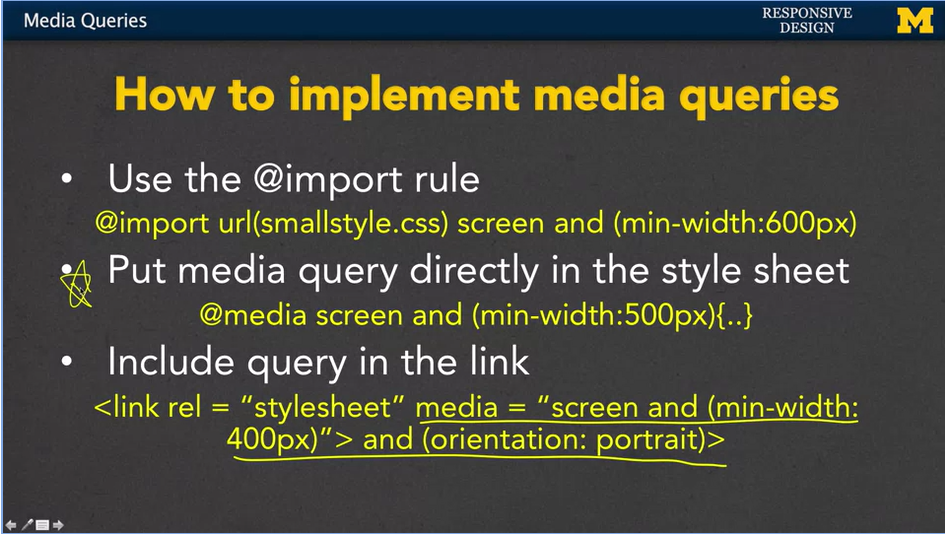 Media Queries
RESPONSIVE
DESIGN
M
How to implement media queries
• Use the @import rule
@import url(smallstyle.css) screen and (min-width:600px)
• Put media query directly in the style sheet
@media screen and (min-width:500px){..}
• Include query in the link
<link rel = “stylesheet” media = “screen and (min-width:
400px)”> and (orientation: portrait)>